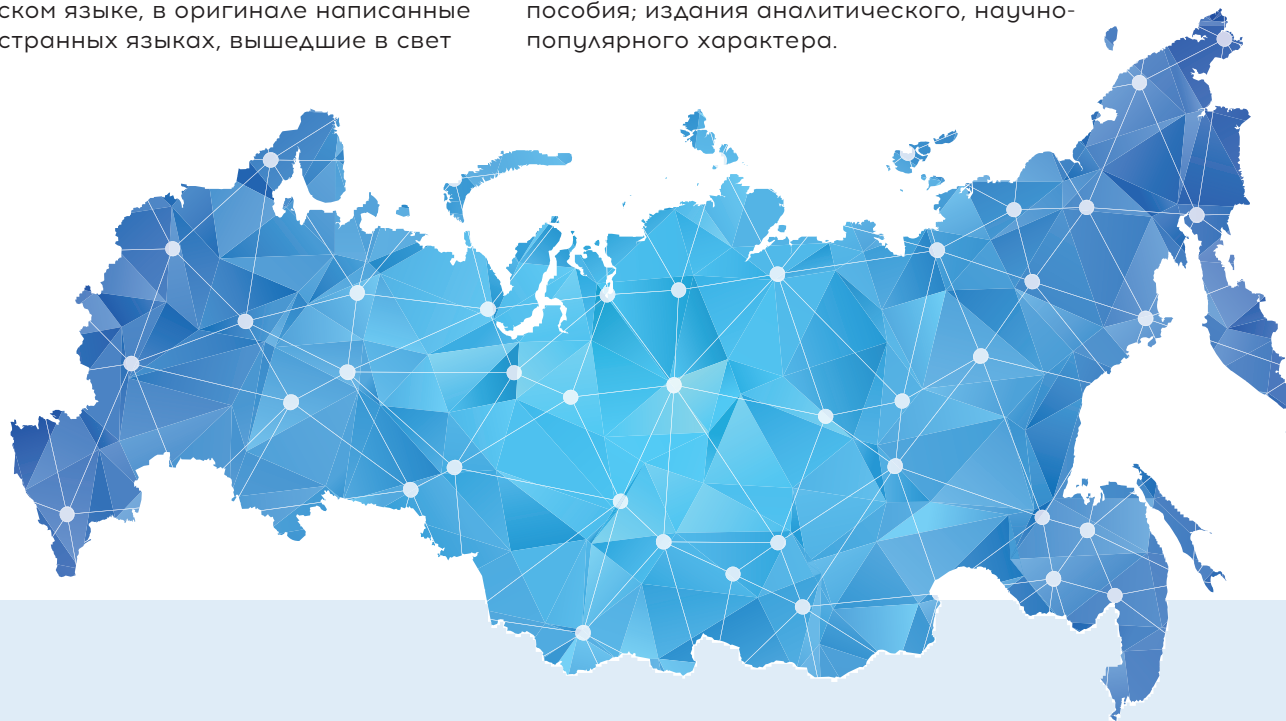 ском языке, в оригинале написанные
странных языках, вышедшие в свет
пособия; издания аналитического, научно-
популярного характера.